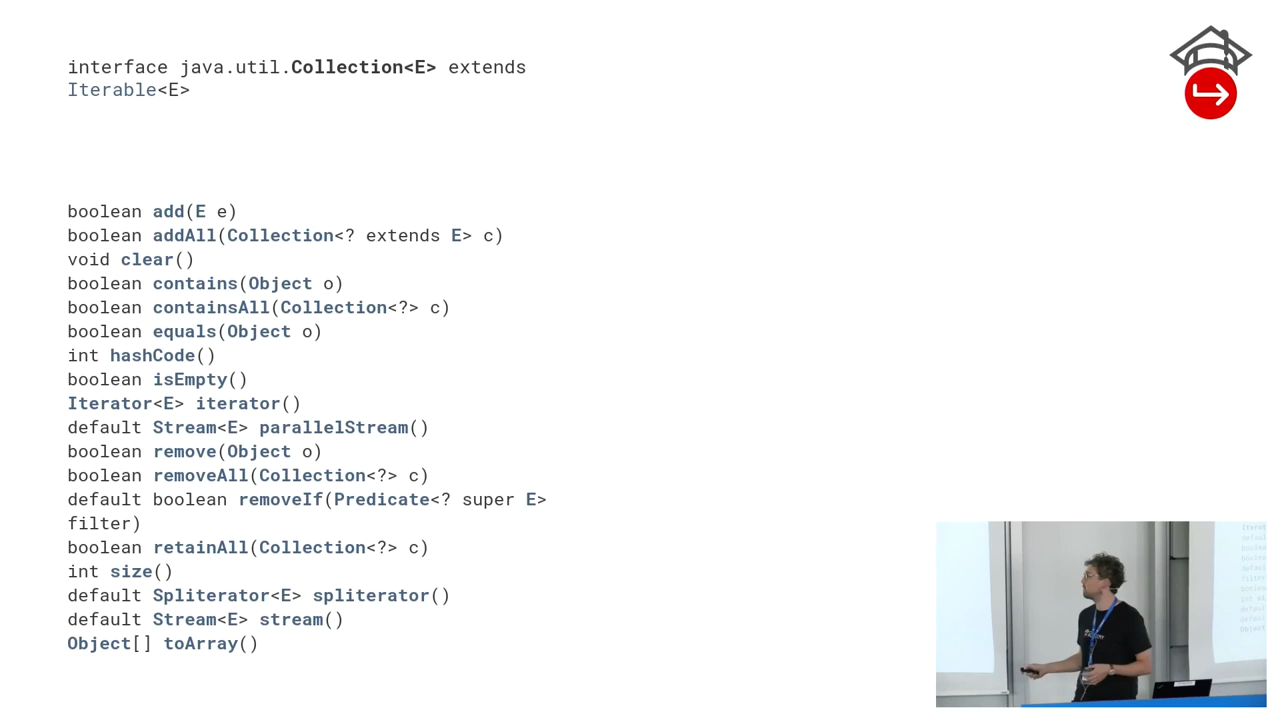 interface java.util.Collection<E> extends
Iterable<E>
boolean add(E e)
boolean addAll(Collection<? extends E> c)
void clear()
boolean contains(Object o)
boolean containsAll(Collection<?> c)
boolean equals(Object o)
int hashCode()
boolean isEmpty()
Iterator<E> iterator()
default Stream<E> parallelStream()
boolean remove(Object o)
boolean removeAll(Collection<?> c)
default boolean removeIf(Predicate<? super E>
filter)
boolean retainAll(Collection<?> c)
int size()
default Spliterator<E> spliterator()
default Stream<E> stream()
Object[] toArray()